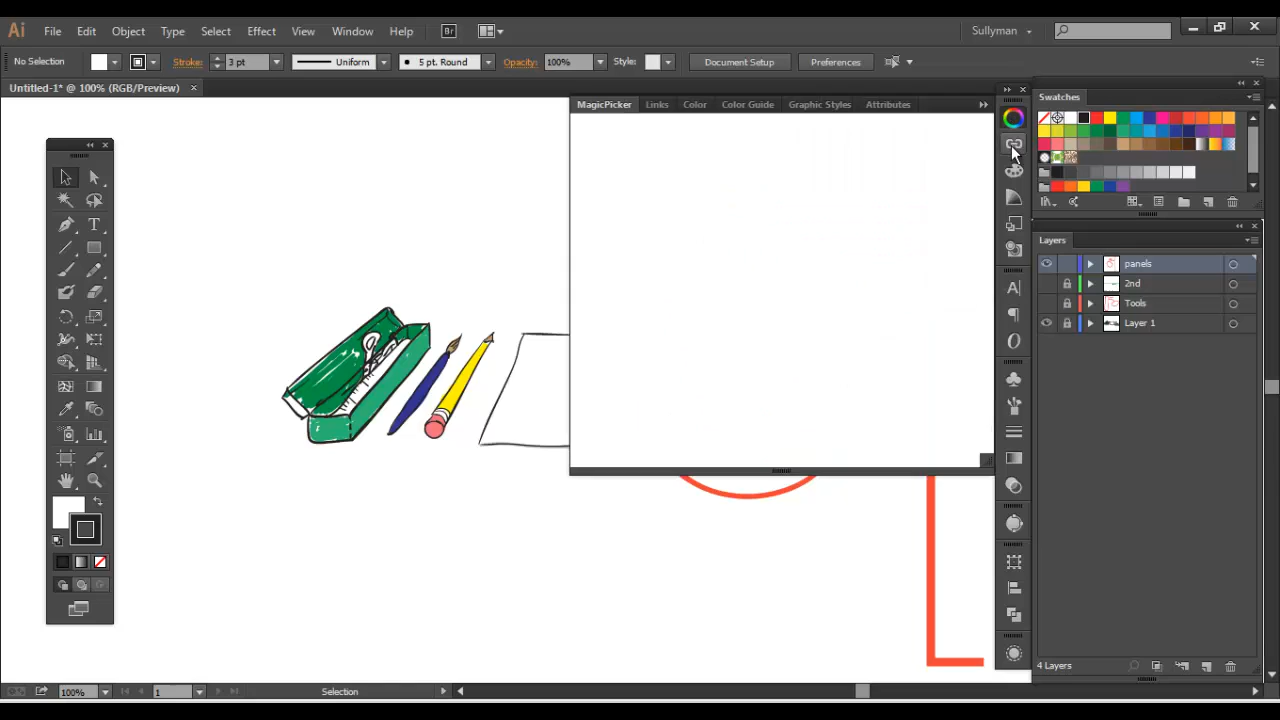 Ai File Edit Object Type Select Effect View Window Help Br Sullyman
No Selection Stroke: 3 pt Uniform 5 pt. Round Opacity: 100% Style: Document Setup Preferences
Untitled-1* @ 100% (RGB/Preview)
MagicPicker Links Color Color Guide Graphic Styles Attributes
Swatches
Layers
panels
2nd
Tools
Layer 1
4 Layers
100% 1 Selection